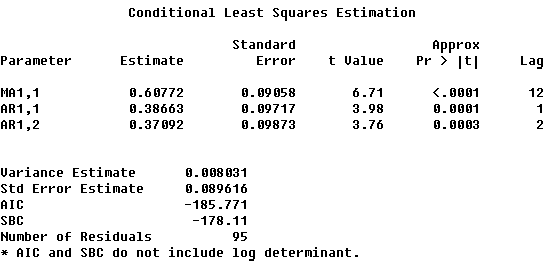 Conditional Least Squares Estimation
Standard Approx
Parameter Estimate Error t Value Pr > |t| Lag
MA1,1 0.60772 0.09058 6.71 <.0001 12
AR1,1 0.38663 0.09717 3.98 0.0001 1
AR1,2 0.37092 0.09873 3.76 0.0003 2
Variance Estimate 0.008031
Std Error Estimate 0.089616
AIC -185.771
SBC -178.11
Number of Residuals 95
* AIC and SBC do not include log determinant.